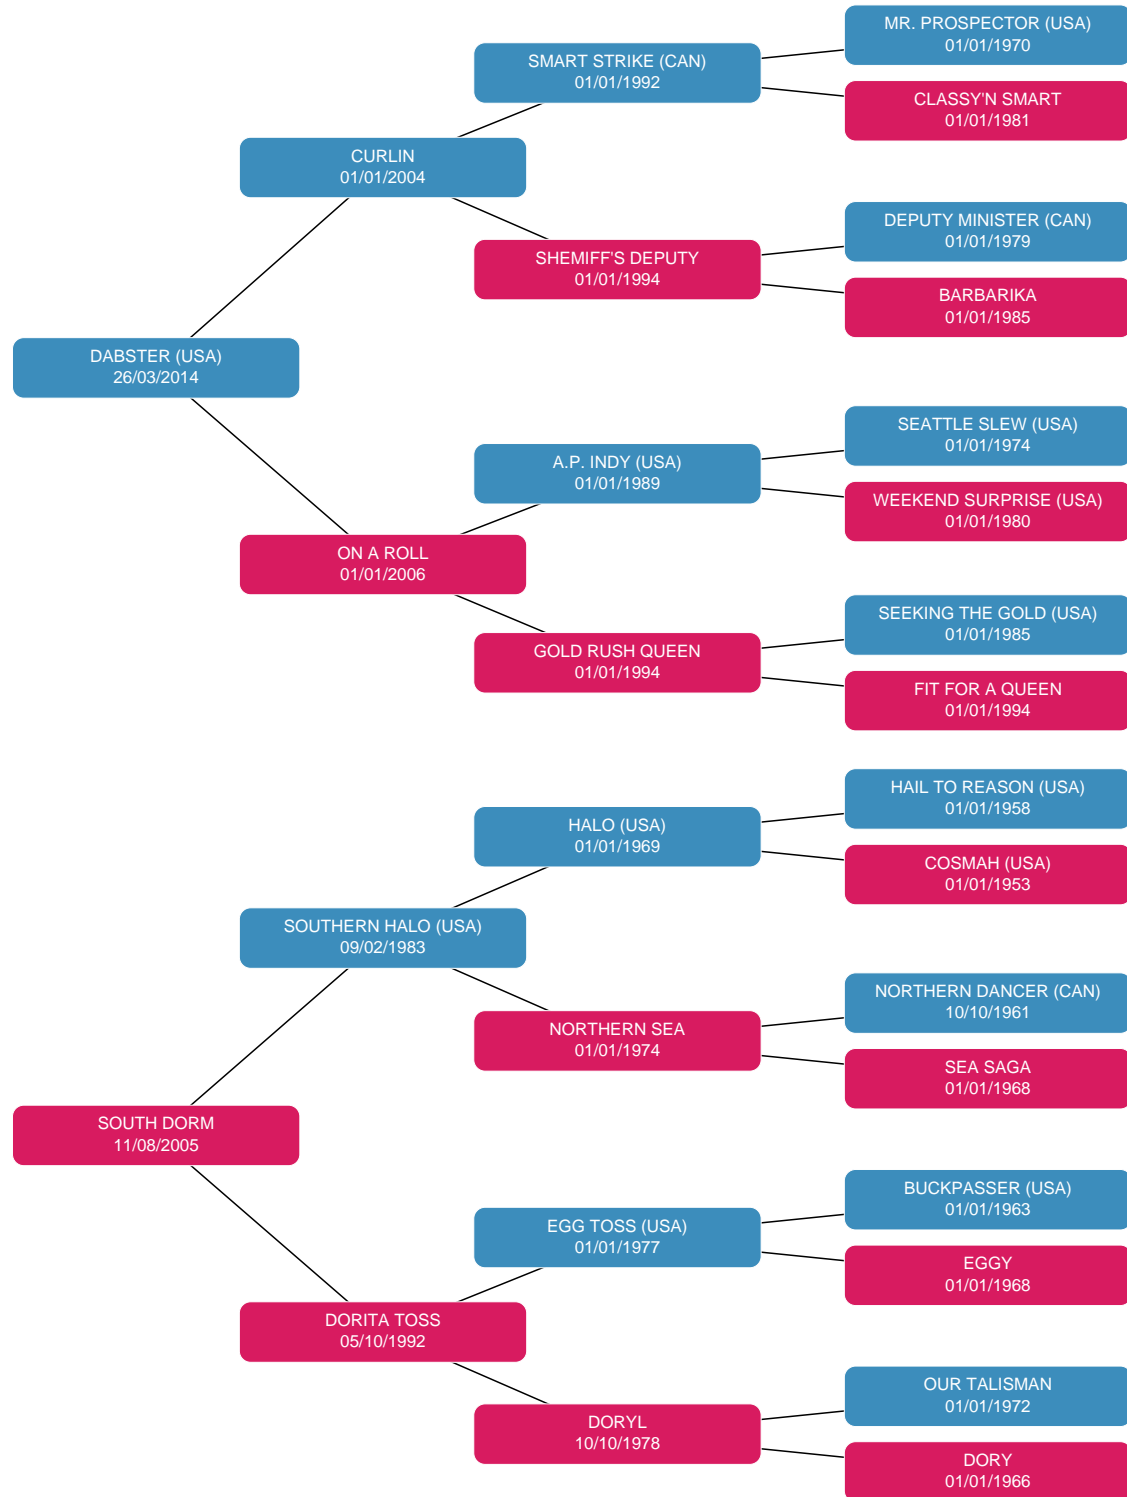 MR. PROSPECTOR (USA)
01/01/1970
SMART STRIKE (CAN)
01/01/1992
CLASSY'N SMART
01/01/1981
CURLIN
01/01/2004
DEPUTY MINISTER (CAN)
01/01/1979
SHEMIFF'S DEPUTY
01/01/1994
BARBARIKA
01/01/1985
DABSTER (USA)
26/03/2014
SEATTLE SLEW (USA)
01/01/1974
A.P. INDY (USA)
01/01/1989
WEEKEND SURPRISE (USA)
01/01/1980
ON A ROLL
01/01/2006
SEEKING THE GOLD (USA)
01/01/1985
GOLD RUSH QUEEN
01/01/1994
FIT FOR A QUEEN
01/01/1994
HAIL TO REASON (USA)
01/01/1958
HALO (USA)
01/01/1969
COSMAH (USA)
01/01/1953
SOUTHERN HALO (USA)
09/02/1983
NORTHERN DANCER (CAN)
10/10/1961
NORTHERN SEA
01/01/1974
SEA SAGA
01/01/1968
SOUTH DORM
11/08/2005
BUCKPASSER (USA)
01/01/1963
EGG TOSS (USA)
01/01/1977
EGGY
01/01/1968
DORITA TOSS
05/10/1992
OUR TALISMAN
01/01/1972
DORYL
10/10/1978
DORY
01/01/1966